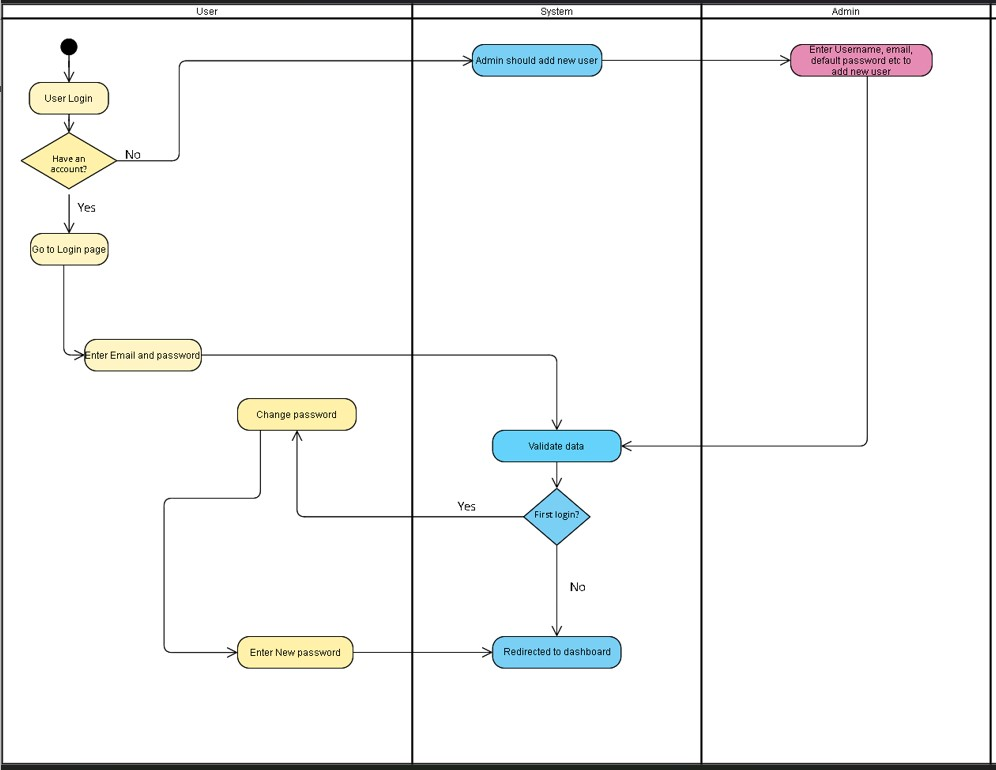 User
System
Admin
User Login
Have an
account?
No
Yes
Admin should add new user
Enter Username, email,
default password etc to
add new user
Go to Login page
Enter Email and password
Change password
Validate data
First login?
Yes
No
Enter New password
Redirected to dashboard